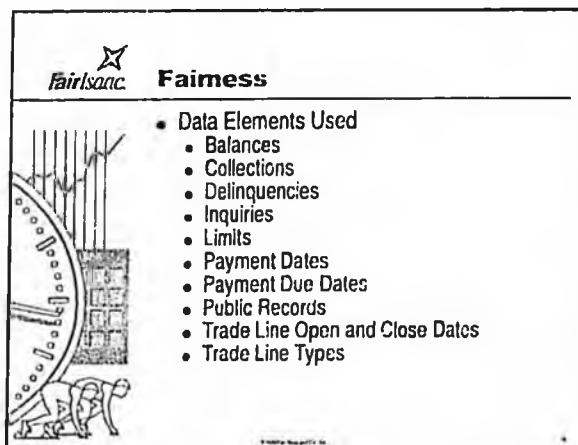 FairIsaac
Fairness
• Data Elements Used
• Balances
• Collections
• Delinquencies
• Inquiries
• Limits
• Payment Dates
• Payment Due Dates
• Public Records
• Trade Line Open and Close Dates
• Trade Line Types